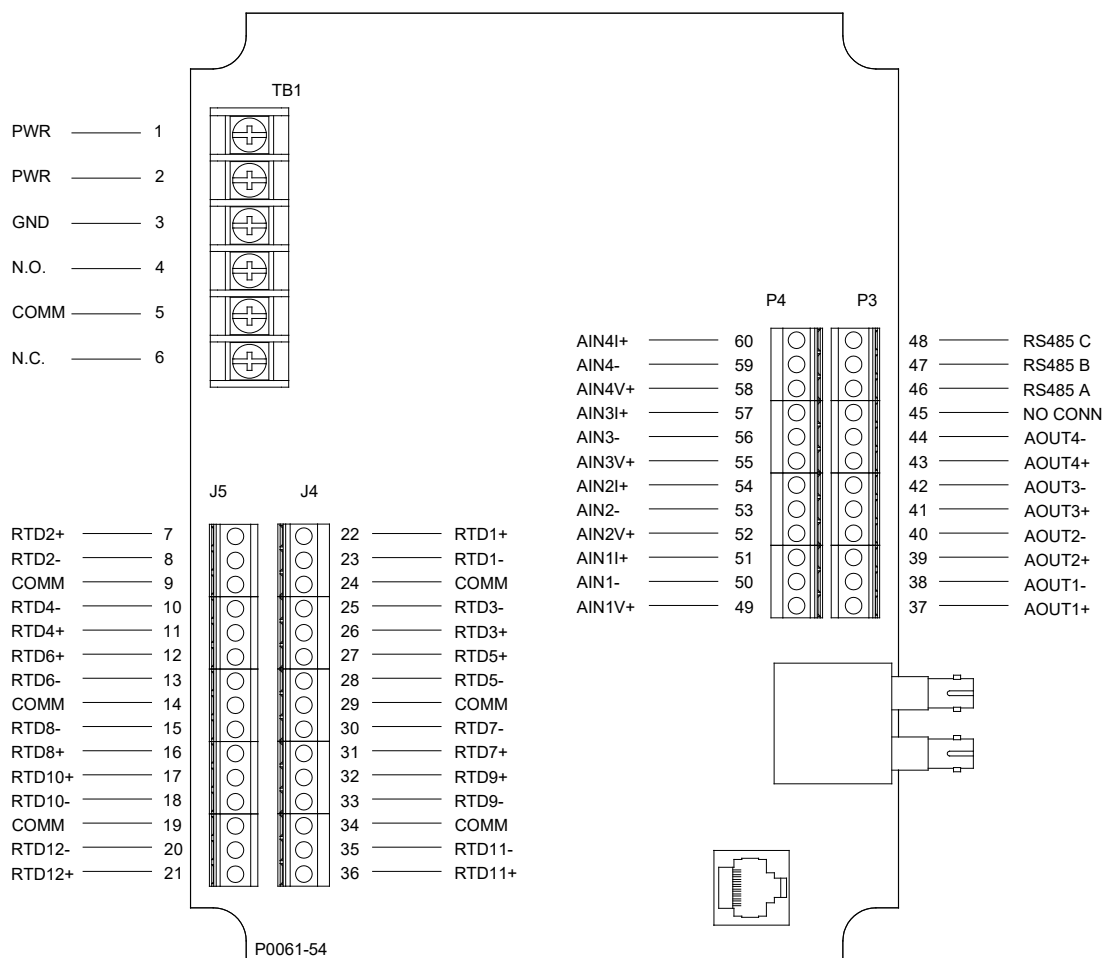 TB1
PWR 1
PWR 2
GND 3
N.O. 4
COMM 5
N.C. 6
P4 P3
AIN4I+ 60 48 RS485 C
AIN4- 59 47 RS485 B
AIN4V+ 58 46 RS485 A
AIN3I+ 57 45 NO CONN
AIN3- 56 44 AOUT4-
AIN3V+ 55 43 AOUT4+
AIN2I+ 54 42 AOUT3-
AIN2- 53 41 AOUT3+
AIN2V+ 52 40 AOUT2-
AIN1I+ 51 39 AOUT2+
AIN1- 50 38 AOUT1-
AIN1V+ 49 37 AOUT1+
J5 J4
RTD2+ 7 22 RTD1+
RTD2- 8 23 RTD1-
COMM 9 24 COMM
RTD4- 10 25 RTD3-
RTD4+ 11 26 RTD3+
RTD6+ 12 27 RTD5+
RTD6- 13 28 RTD5-
COMM 14 29 COMM
RTD8- 15 30 RTD7-
RTD8+ 16 31 RTD7+
RTD10+ 17 32 RTD9+
RTD10- 18 33 RTD9-
COMM 19 34 COMM
RTD12- 20 35 RTD11-
RTD12+ 21 36 RTD11+
P0061-54